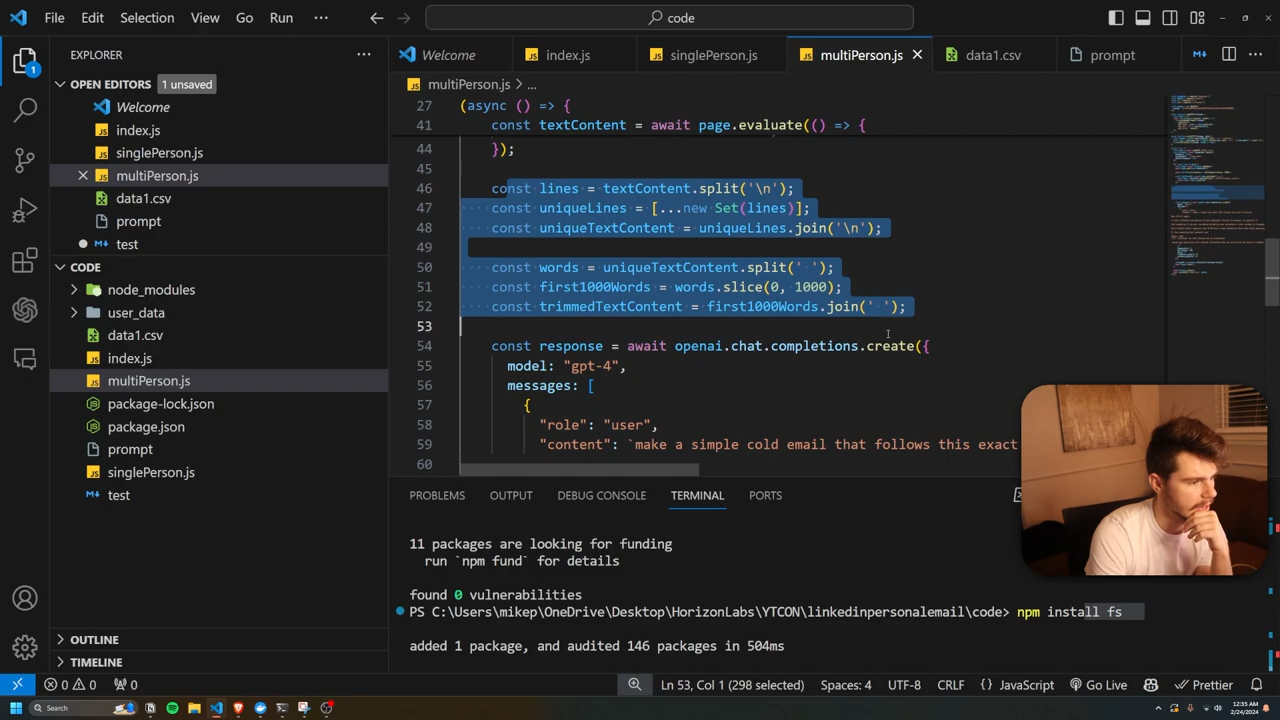 File Edit Selection View Go Run ··· code
EXPLORER ···
OPEN EDITORS 1 unsaved
Welcome
index.js
singlePerson.js
multiPerson.js
data1.csv
prompt
test
CODE
node_modules
user_data
data1.csv
index.js
multiPerson.js
package-lock.json
package.json
prompt
singlePerson.js
test
OUTLINE
TIMELINE
Welcome index.js singlePerson.js multiPerson.js data1.csv prompt
multiPerson.js > ...
27 (async () => {
41 const textContent = await page.evaluate(() => {
44 });
45
46 const lines = textContent.split('\n');
47 const uniqueLines = [...new Set(lines)];
48 const uniqueTextContent = uniqueLines.join('\n');
49
50 const words = uniqueTextContent.split(' ');
51 const first1000Words = words.slice(0, 1000);
52 const trimmedTextContent = first1000Words.join(' ');
53
54 const response = await openai.chat.completions.create({
55 model: "gpt-4",
56 messages: [
57 {
58 "role": "user",
59 "content": `make a simple cold email that follows this exact
60
PROBLEMS OUTPUT DEBUG CONSOLE TERMINAL PORTS
11 packages are looking for funding
run `npm fund` for details
found 0 vulnerabilities
PS C:\Users\mikep\OneDrive\Desktop\HorizonLabs\YTCON\linkedinpersonalemail\code> npm install fs
added 1 package, and audited 146 packages in 504ms
0 0 0 Ln 53, Col 1 (298 selected) Spaces: 4 UTF-8 CRLF {} JavaScript Go Live Prettier
Search 12:35 AM
2/24/2024